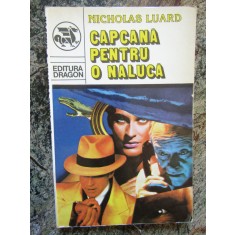 NICHOLAS LUARD
CAPCANA
PENTRU
O NALUCA
EDITURA
DRAGON